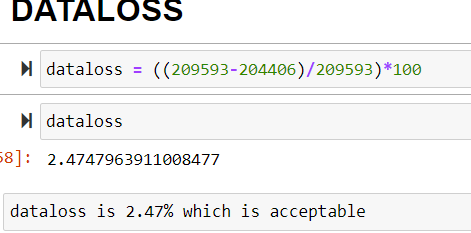 DATALOSS
dataloss = ((209593-204406)/209593)*100
dataloss
58]: 2.4747963911008477
dataloss is 2.47% which is acceptable